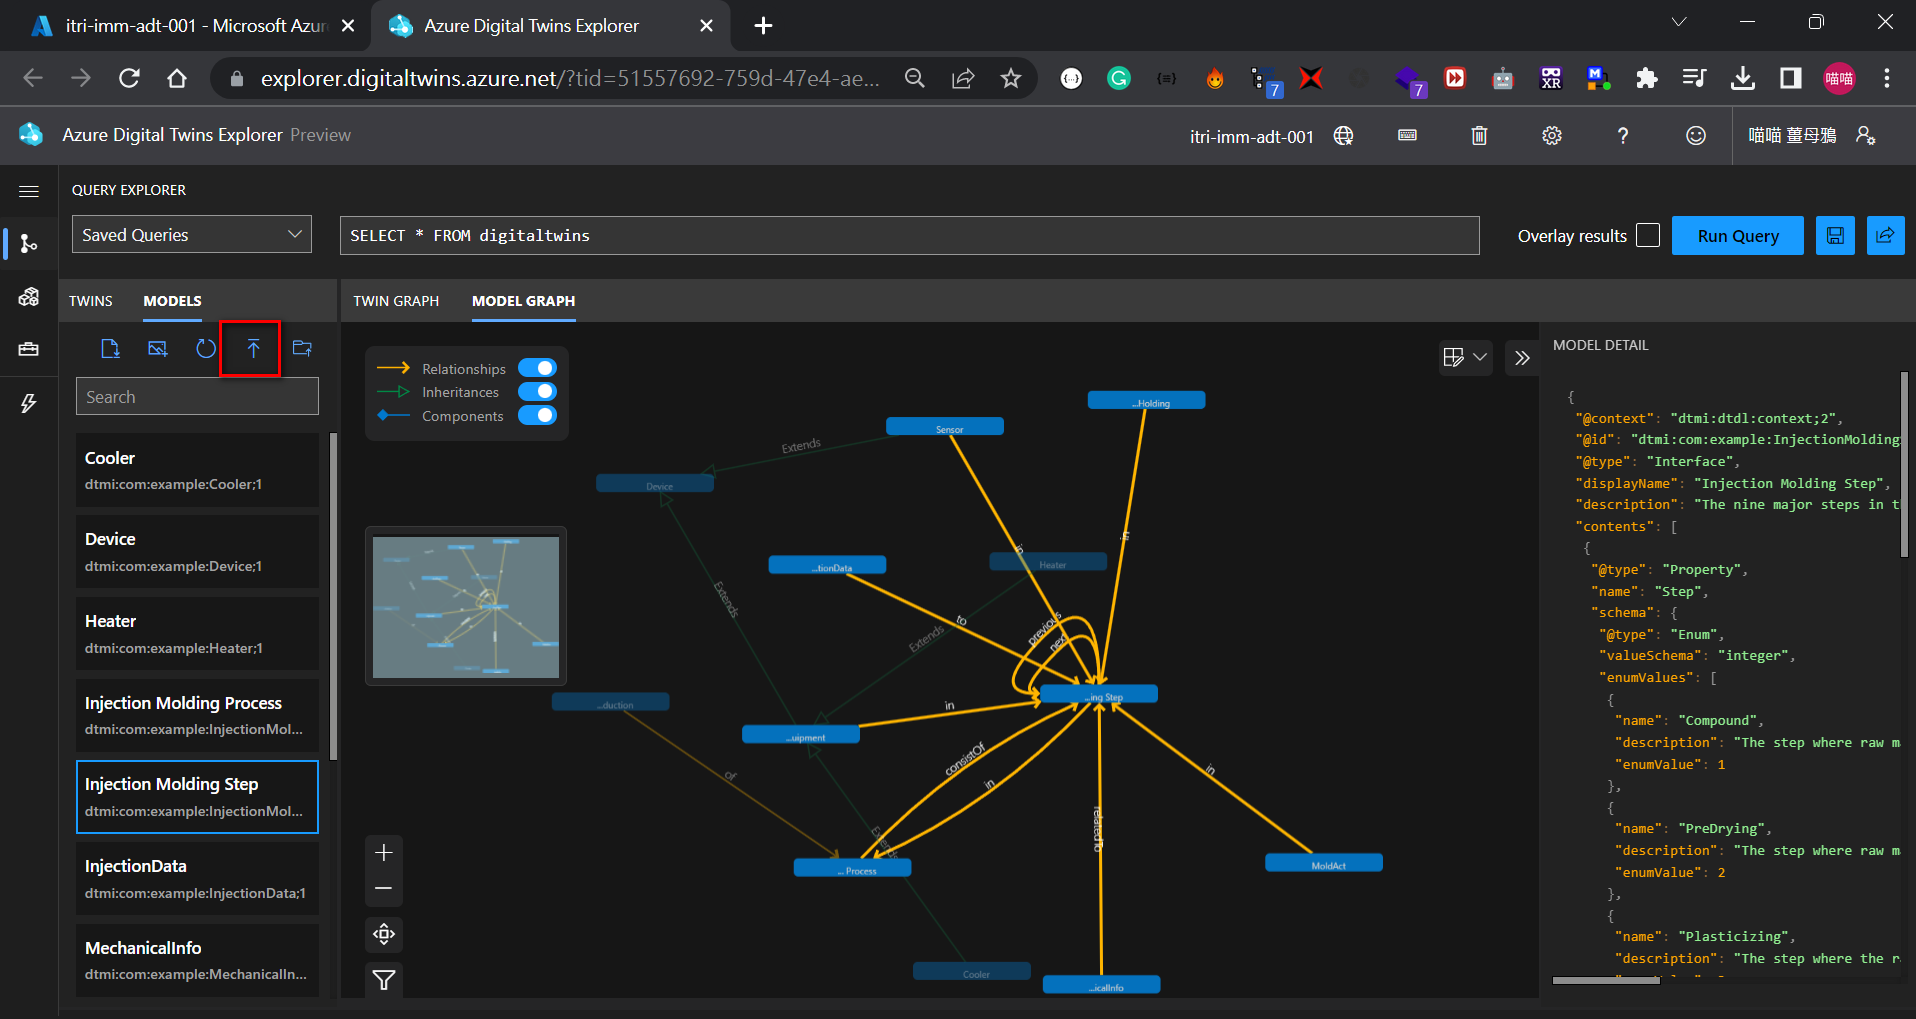 itri-imm-adt-001 - Microsoft Azur
Azure Digital Twins Explorer
explorer.digitaltwins.azure.net/?tid=51557692-759d-47e4-ae...
7
7
XR
M
喵喵
Azure Digital Twins Explorer Preview
itri-imm-adt-001
喵喵 薑母鴉
QUERY EXPLORER
Saved Queries
SELECT * FROM digitaltwins
Overlay results
Run Query
TWINS
MODELS
TWIN GRAPH
MODEL GRAPH
Search
Cooler
dtmi:com:example:Cooler;1
Device
dtmi:com:example:Device;1
Heater
dtmi:com:example:Heater;1
Injection Molding Process
dtmi:com:example:InjectionMol...
Injection Molding Step
dtmi:com:example:InjectionMol...
InjectionData
dtmi:com:example:InjectionData;1
MechanicalInfo
dtmi:com:example:MechanicalIn...
Relationships
Inheritances
Components
...Holding
Sensor
Extends
Device
in
in
...tionData
Heater
Extends
to
previous
next
Extends
...ing Step
...duction
in
...uipment
consistOf
of
in
in
relatedTo
Extends
... Process
MoldAct
Cooler
...icalInfo
MODEL DETAIL
{
"@context": "dtmi:dtdl:context;2",
"@id": "dtmi:com:example:InjectionMolding
"@type": "Interface",
"displayName": "Injection Molding Step",
"description": "The nine major steps in t
"contents": [
{
"@type": "Property",
"name": "Step",
"schema": {
"@type": "Enum",
"valueSchema": "integer",
"enumValues": [
{
"name": "Compound",
"description": "The step where raw m
"enumValue": 1
},
{
"name": "PreDrying",
"description": "The step where raw m
"enumValue": 2
},
{
"name": "Plasticizing",
"description": "The step where the r